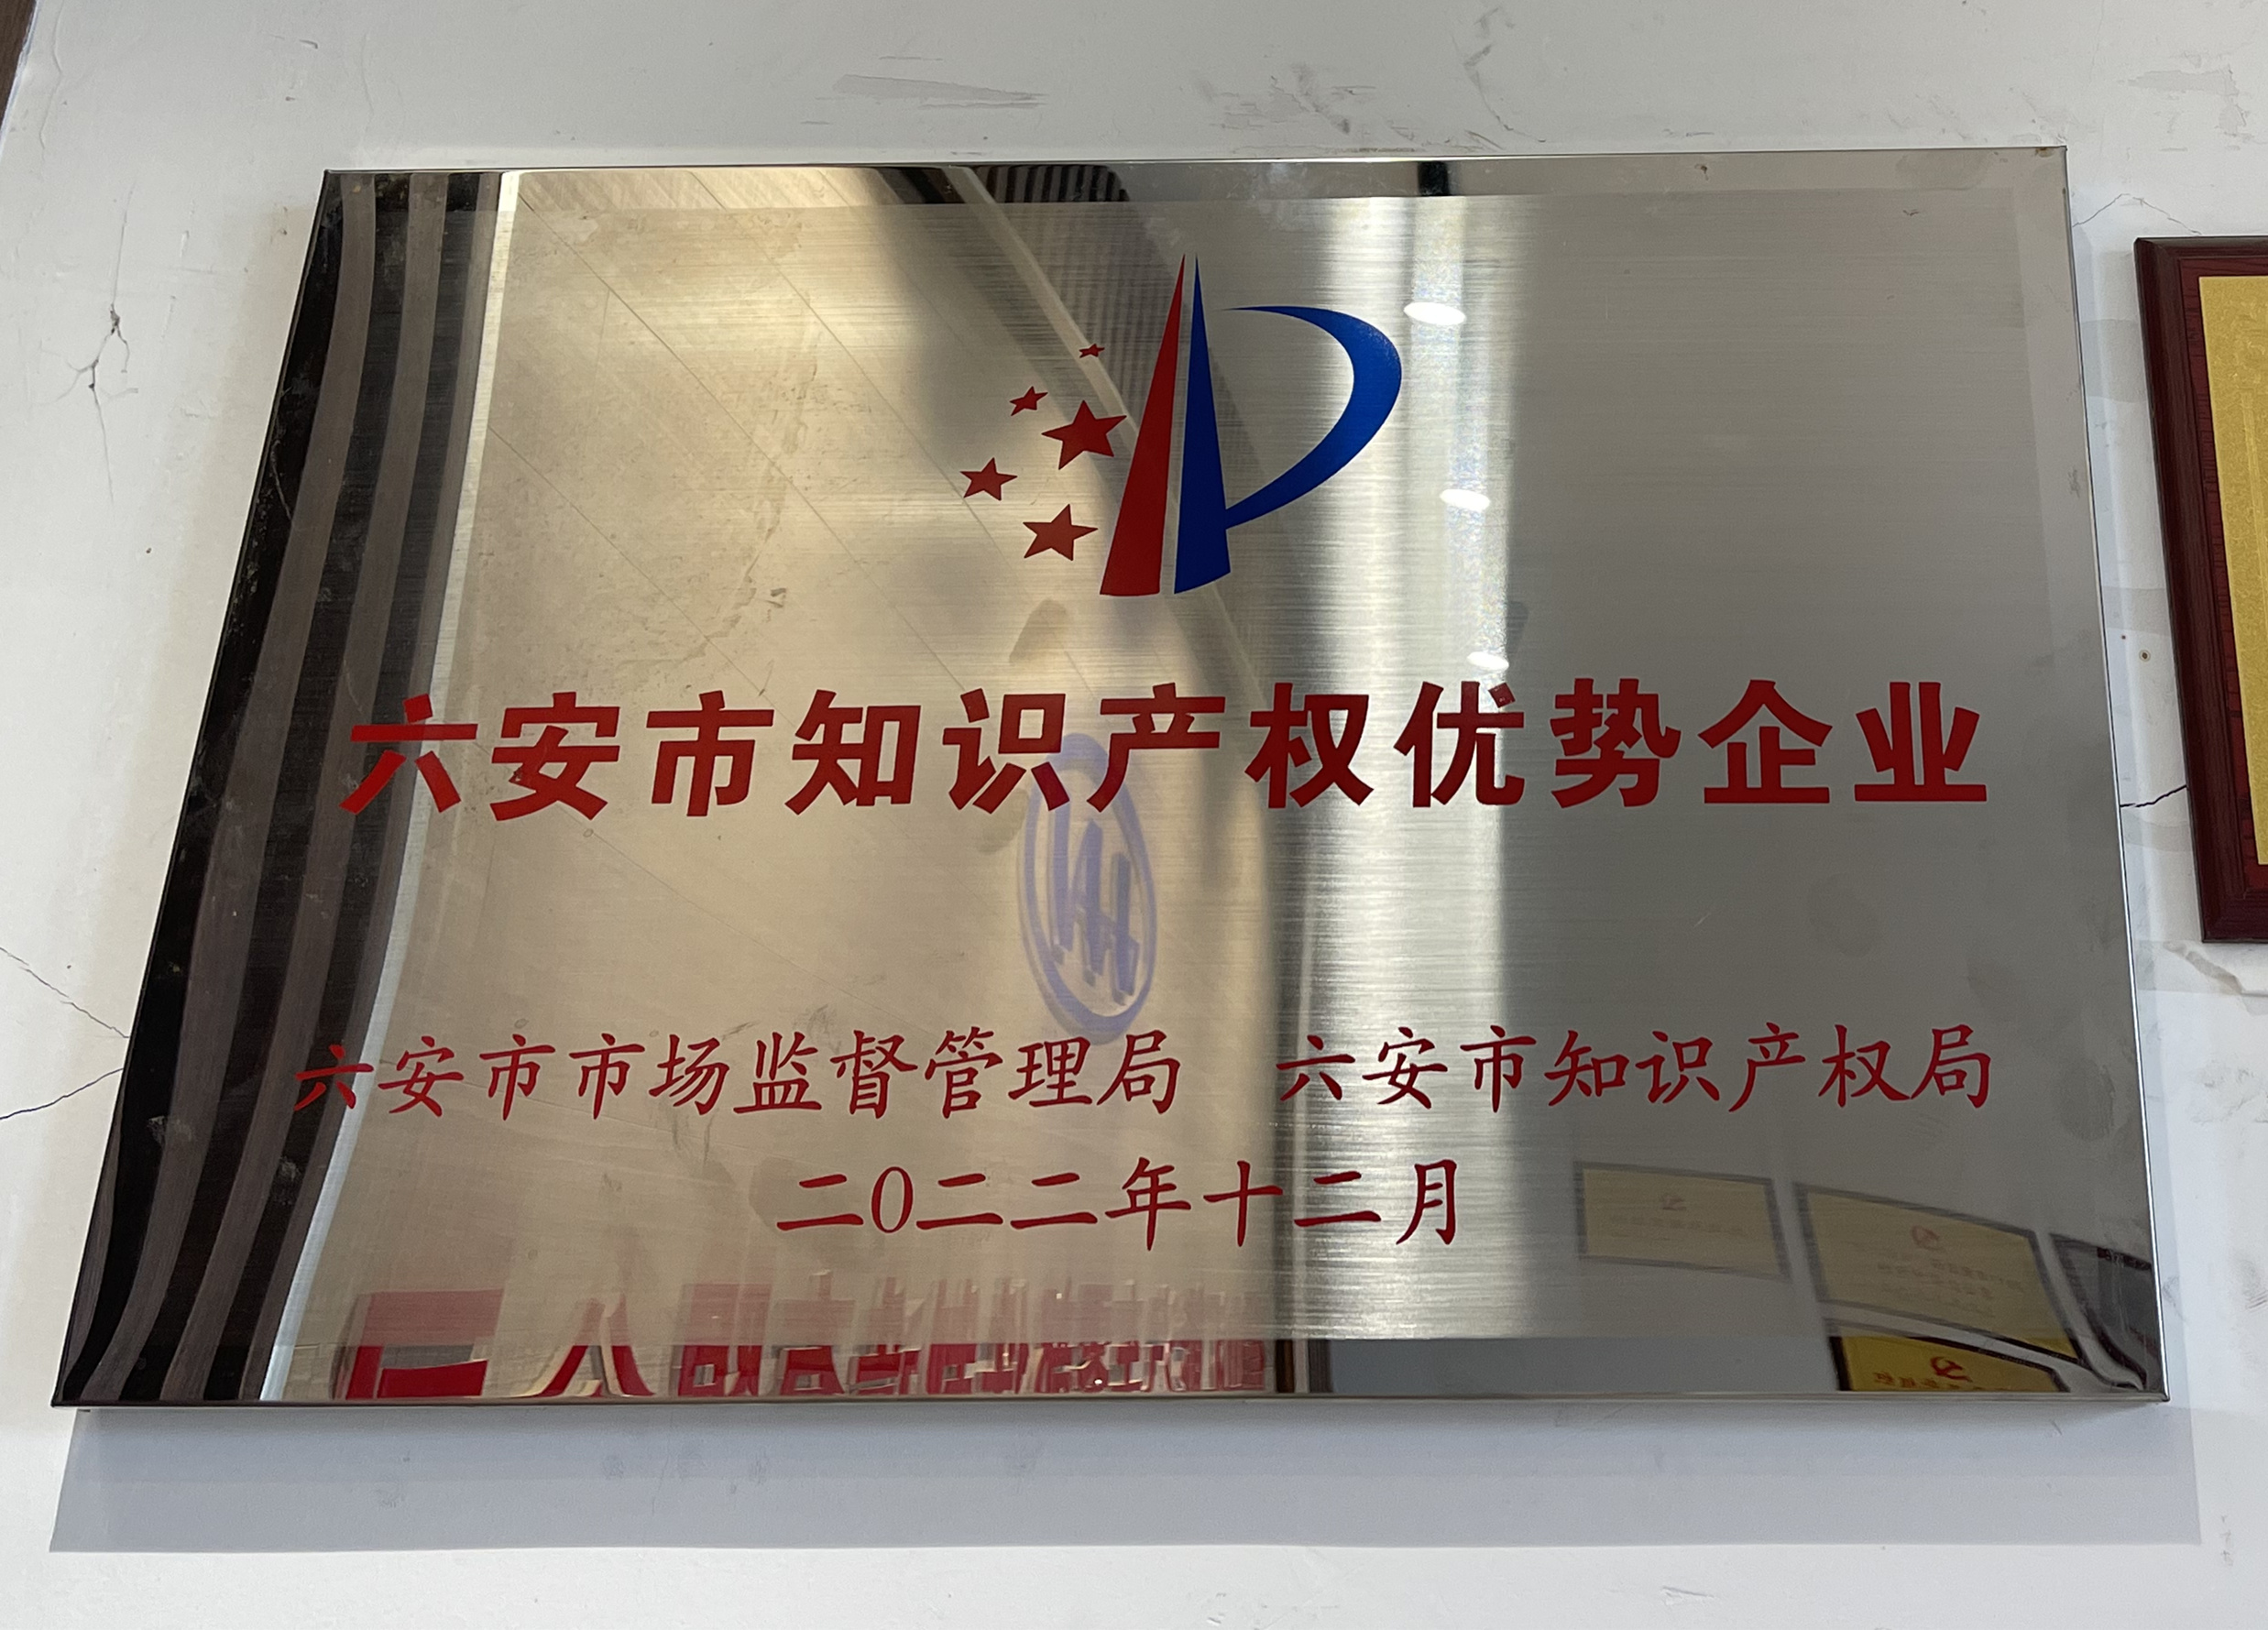 六安市知识产权优势企业
六安市市场监督管理局 六安市知识产权局
二0二二年十二月